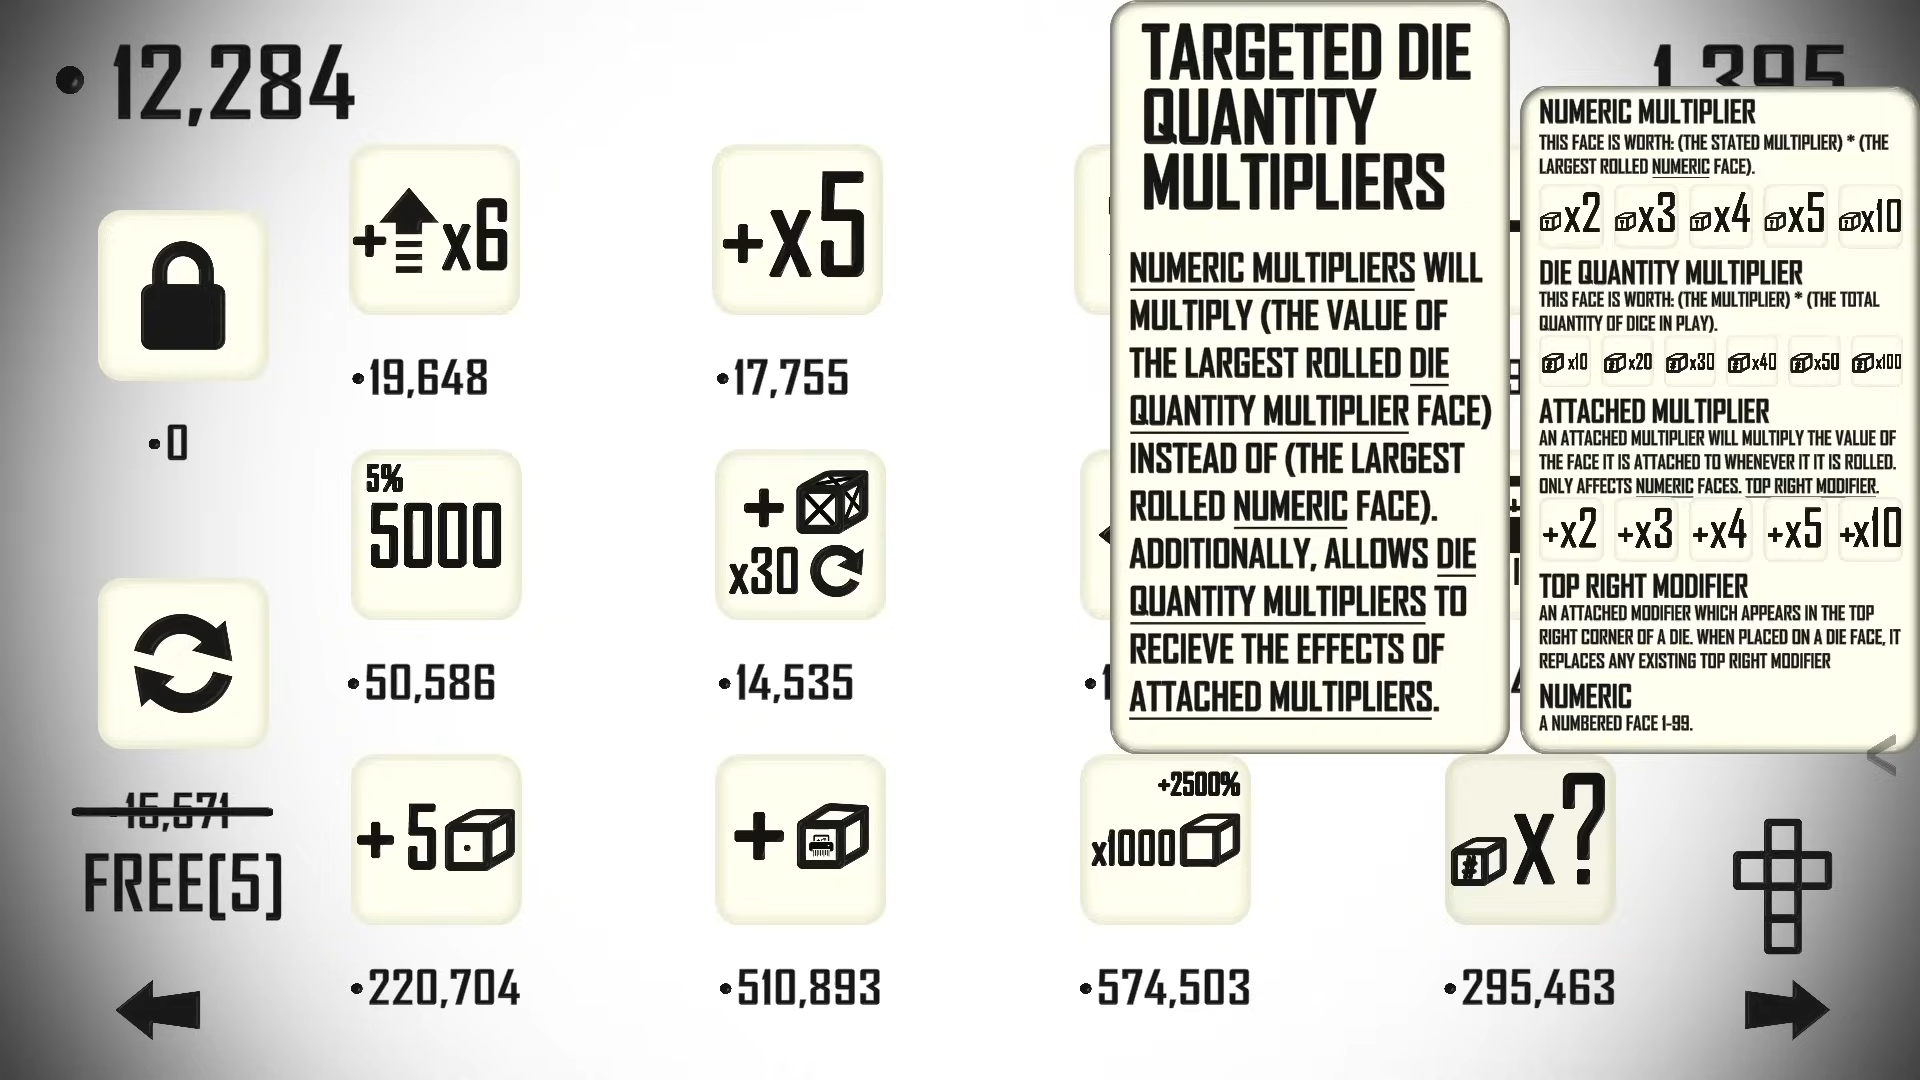 12,284
1,395
+ x6
+x5
19,648
17,755
0
5%
5000
+
x30
50,586
14,535
15,571
FREE[5]
+ 5
+
+2500%
x1000
# x?
220,704
510,893
574,503
295,463
TARGETED DIE
QUANTITY
MULTIPLIERS
NUMERIC MULTIPLIERS WILL
MULTIPLY (THE VALUE OF
THE LARGEST ROLLED DIE
QUANTITY MULTIPLIER FACE)
INSTEAD OF (THE LARGEST
ROLLED NUMERIC FACE).
ADDITIONALLY, ALLOWS DIE
QUANTITY MULTIPLIERS TO
RECIEVE THE EFFECTS OF
ATTACHED MULTIPLIERS.
NUMERIC MULTIPLIER
THIS FACE IS WORTH: (THE STATED MULTIPLIER) * (THE
LARGEST ROLLED NUMERIC FACE).
x2 x3 x4 x5 x10
DIE QUANTITY MULTIPLIER
THIS FACE IS WORTH: (THE MULTIPLIER) * (THE TOTAL
QUANTITY OF DICE IN PLAY).
# x10 # x20 # x30 # x40 # x50 # x100
ATTACHED MULTIPLIER
AN ATTACHED MULTIPLIER WILL MULTIPLY THE VALUE OF
THE FACE IT IS ATTACHED TO WHENEVER IT IT IS ROLLED.
ONLY AFFECTS NUMERIC FACES. TOP RIGHT MODIFIER.
+x2 +x3 +x4 +x5 +x10
TOP RIGHT MODIFIER
AN ATTACHED MODIFIER WHICH APPEARS IN THE TOP
RIGHT CORNER OF A DIE. WHEN PLACED ON A DIE FACE, IT
REPLACES ANY EXISTING TOP RIGHT MODIFIER
NUMERIC
A NUMBERED FACE 1-99.
<